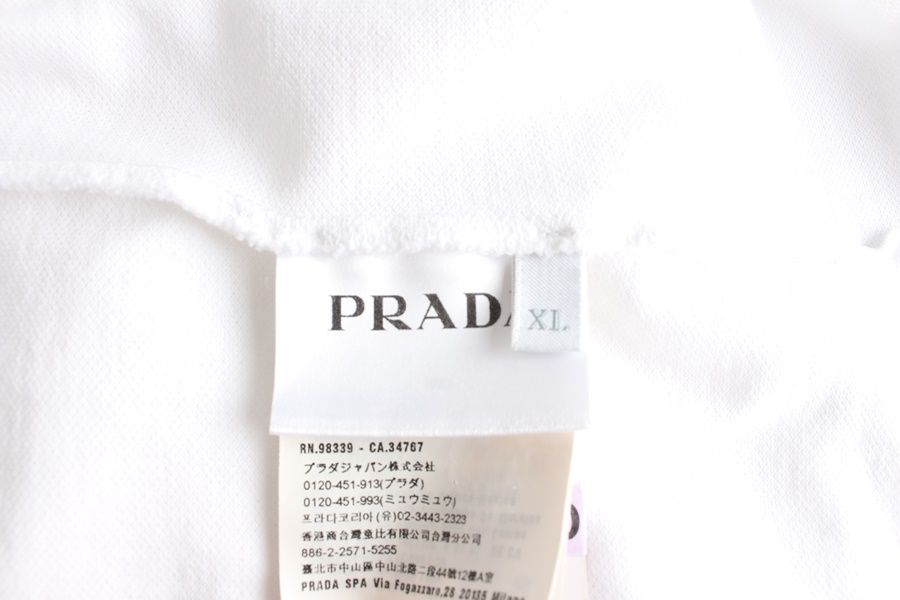 PRADA
XL
RN.98339 - CA.34767
プラダジャパン株式会社
0120-451-913(プラダ)
0120-451-993(ミュウミュウ)
프라다코리아(유)02-3443-2323
香港商台灣童比有限公司台灣分公司
886-2-2571-5255
臺北市中山區中山北路二段44號12樓A室
PRADA SPA Via Fogazzaro,28 20135 Milano